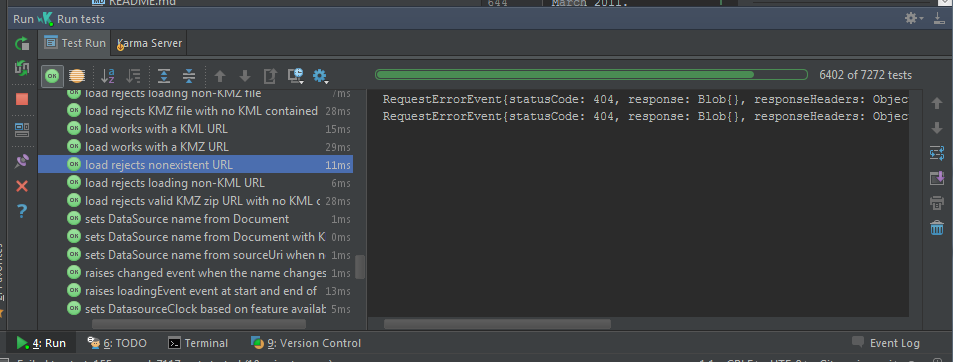 README.md
644 March 2011.
Run Run tests
Test Run Karma Server
6402 of 7272 tests
load rejects loading non-KMZ file 7ms
load rejects KMZ file with no KML contained 28ms
load works with a KML URL 15ms
load works with a KMZ URL 29ms
load rejects nonexistent URL 11ms
load rejects loading non-KML URL 6ms
load rejects valid KMZ zip URL with no KML c 28ms
sets DataSource name from Document 1ms
sets DataSource name from Document with K 0ms
sets DataSource name from sourceUri when n 1ms
raises changed event when the name changes 1ms
raises loadingEvent event at start and end of 13ms
sets DatasourceClock based on feature availab 5ms
RequestErrorEvent{statusCode: 404, response: Blob{}, responseHeaders: Objec
RequestErrorEvent{statusCode: 404, response: Blob{}, responseHeaders: Objec
4: Run 6: TODO Terminal 9: Version Control Event Log